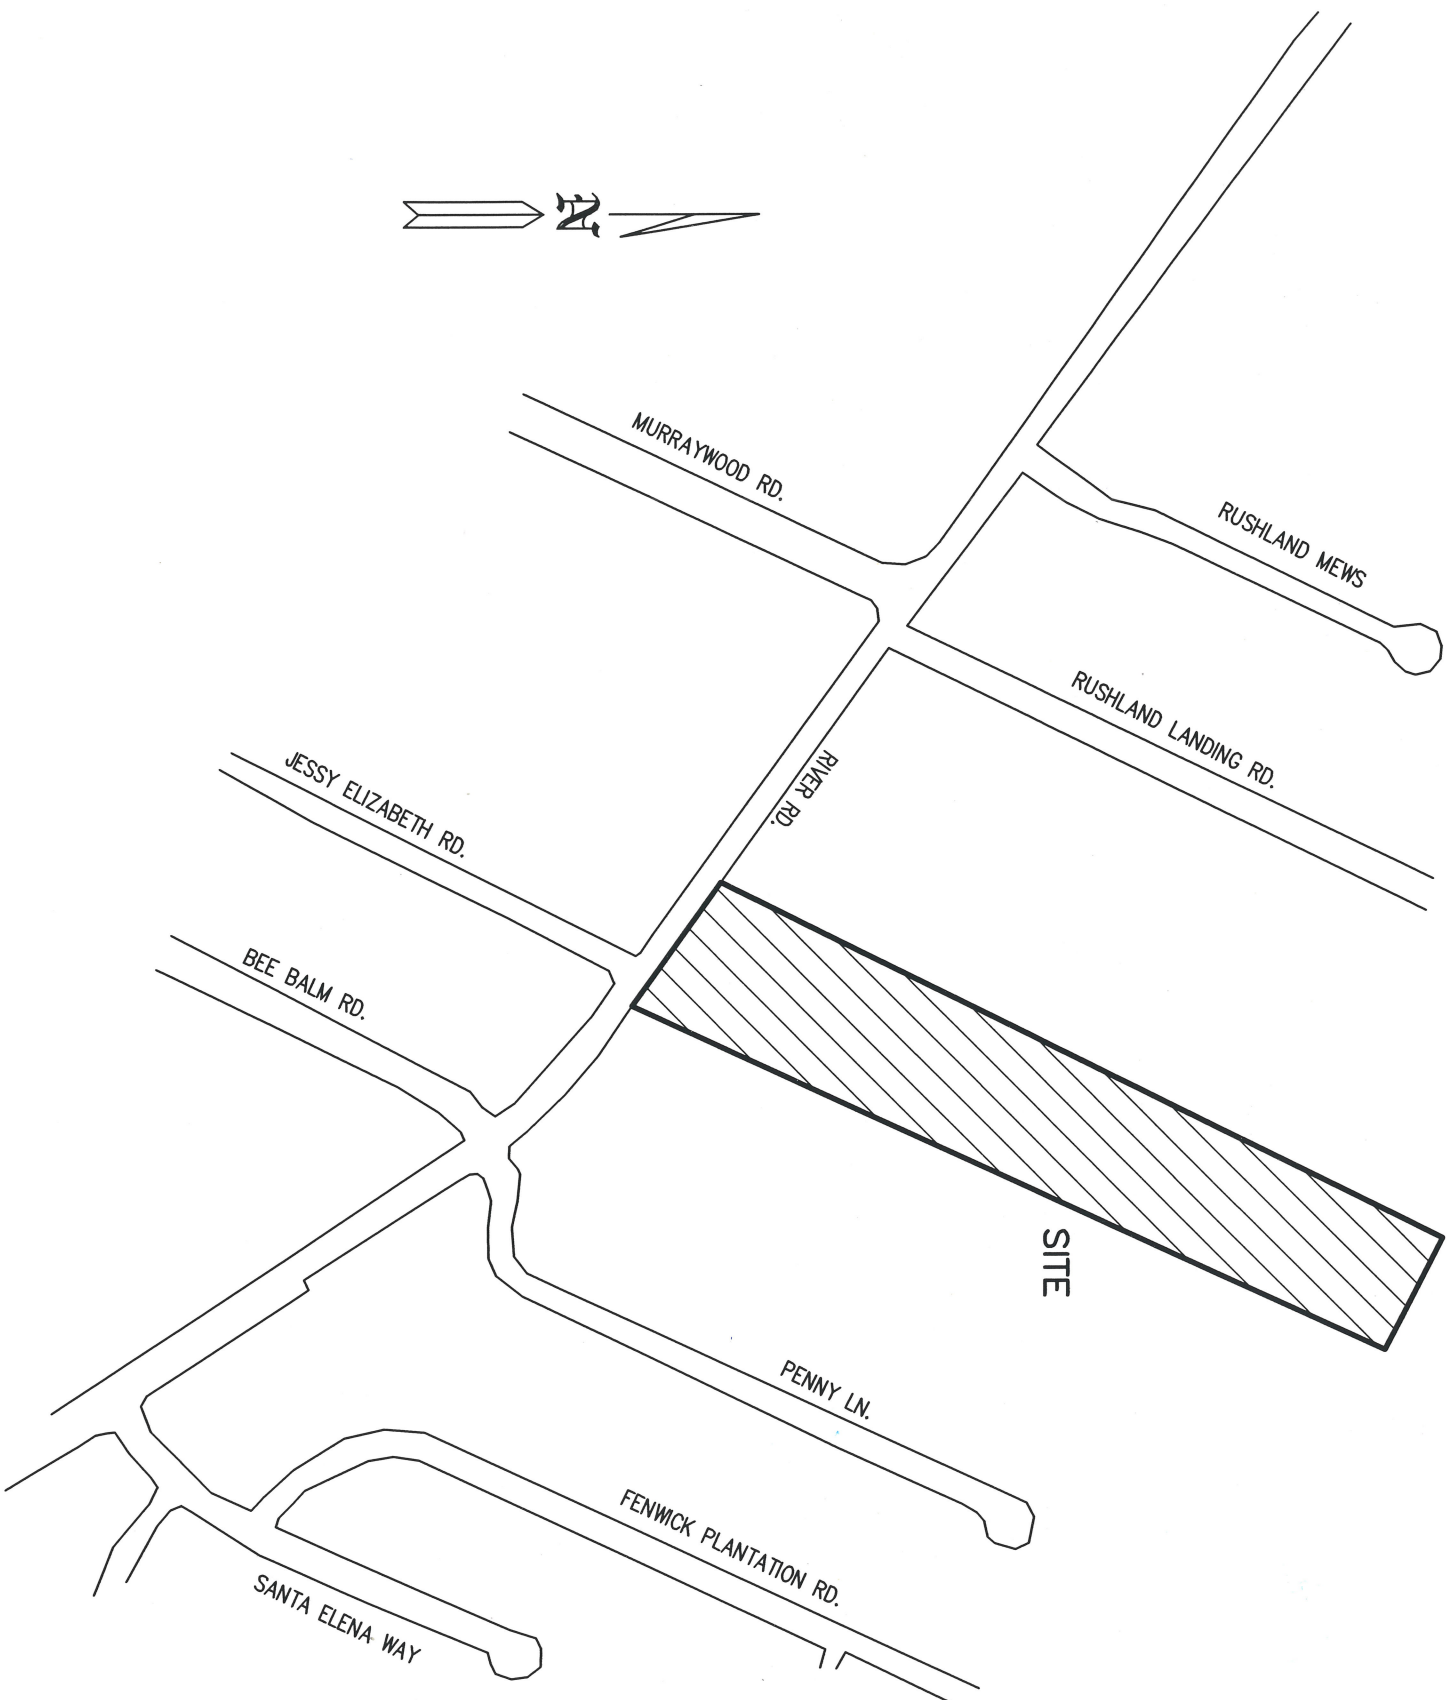 N
MURRAYWOOD RD.
RUSHLAND MEWS
RUSHLAND LANDING RD.
RIVER RD.
JESSY ELIZABETH RD.
BEE BALM RD.
SITE
PENNY LN.
FENWICK PLANTATION RD.
SANTA ELENA WAY